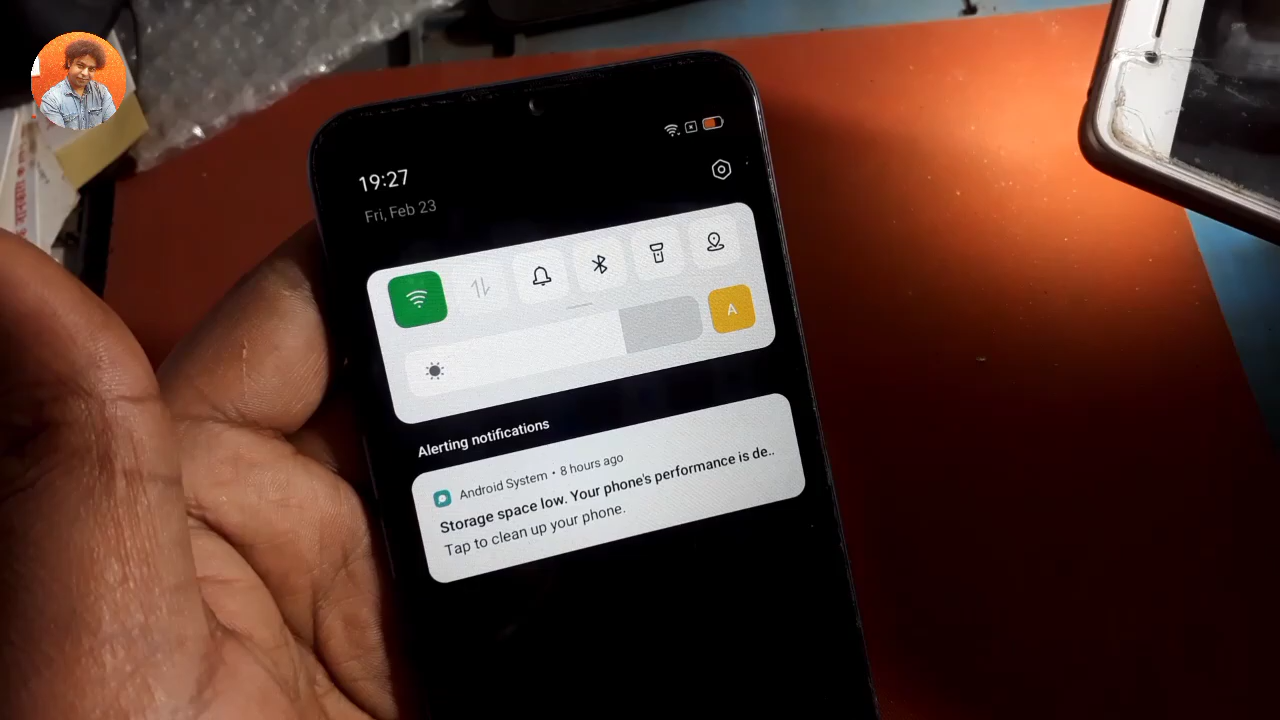 19:27
Fri, Feb 23
A
Alerting notifications
Android System • 8 hours ago
Storage space low. Your phone's performance is de..
Tap to clean up your phone.